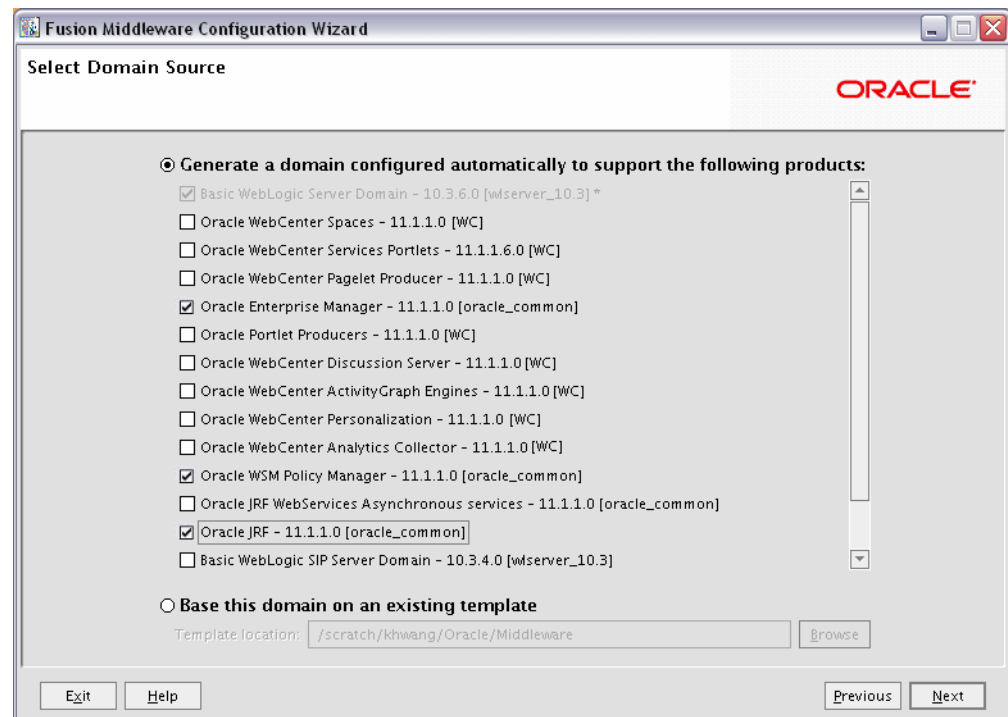 Fusion Middleware Configuration Wizard
Select Domain Source
ORACLE
Generate a domain configured automatically to support the following products:
Basic WebLogic Server Domain - 10.3.6.0 [wlserver_10.3] *
Oracle WebCenter Spaces - 11.1.1.0 [WC]
Oracle WebCenter Services Portlets - 11.1.1.6.0 [WC]
Oracle WebCenter Pagelet Producer - 11.1.1.0 [WC]
Oracle Enterprise Manager - 11.1.1.0 [oracle_common]
Oracle Portlet Producers - 11.1.1.0 [WC]
Oracle WebCenter Discussion Server - 11.1.1.0 [WC]
Oracle WebCenter ActivityGraph Engines - 11.1.1.0 [WC]
Oracle WebCenter Personalization - 11.1.1.0 [WC]
Oracle WebCenter Analytics Collector - 11.1.1.0 [WC]
Oracle WSM Policy Manager - 11.1.1.0 [oracle_common]
Oracle JRF WebServices Asynchronous services - 11.1.1.0 [oracle_common]
Oracle JRF - 11.1.1.0 [oracle_common]
Basic WebLogic SIP Server Domain - 10.3.4.0 [wlserver_10.3]
Base this domain on an existing template
Template location: /scratch/khwang/Oracle/Middleware Browse
Exit Help Previous Next